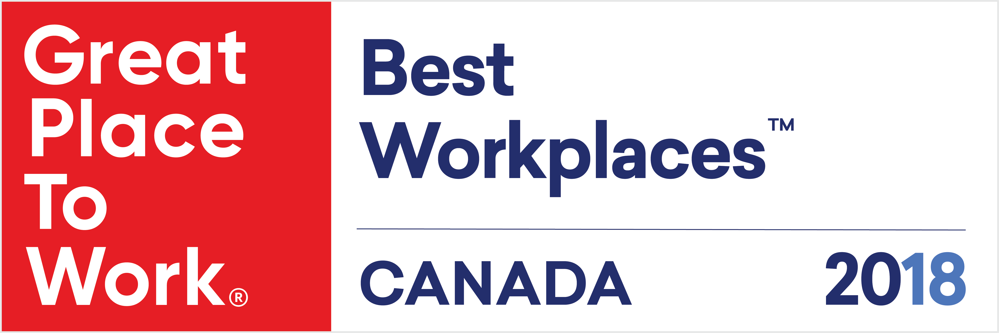 Great
Place
To
Work®
Best
Workplaces™
CANADA
2018